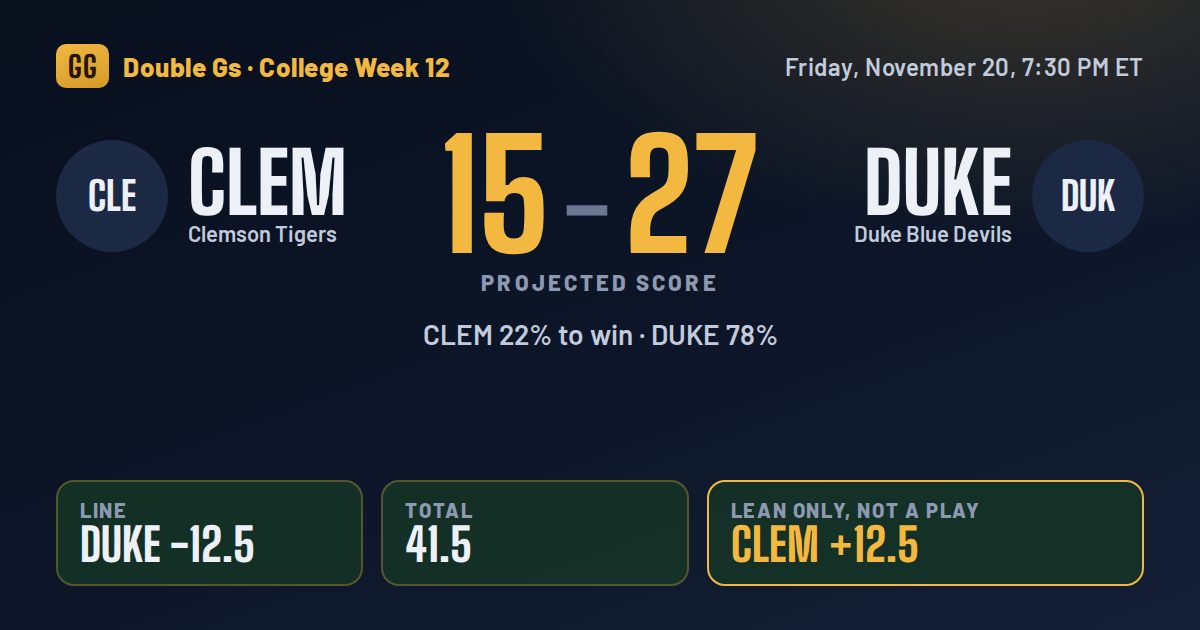 GG Double Gs · College Week 12
Friday, November 20, 7:30 PM ET
CLE
CLEM
Clemson Tigers
15 – 27
PROJECTED SCORE
CLEM 22% to win · DUKE 78%
DUKE
Duke Blue Devils
DUK
LINE
DUKE −12.5
TOTAL
41.5
LEAN ONLY, NOT A PLAY
CLEM +12.5